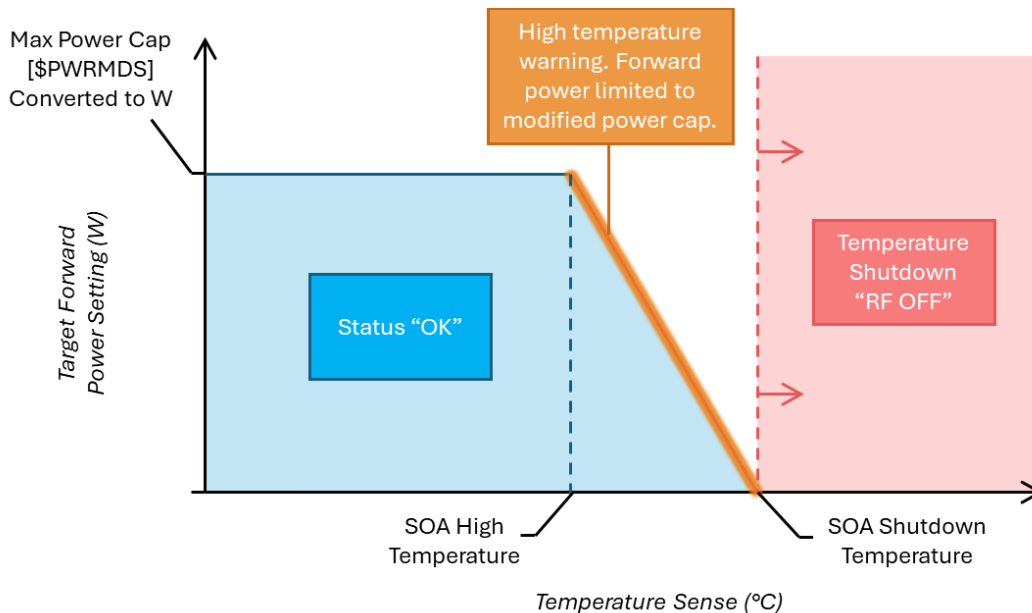 Max Power Cap
[$PWRMDS]
Converted to W
High temperature
warning. Forward
power limited to
modified power cap.
Target Forward
Power Setting (W)
Status “OK”
Temperature
Shutdown
“RF OFF”
SOA High
Temperature
SOA Shutdown
Temperature
Temperature Sense (°C)